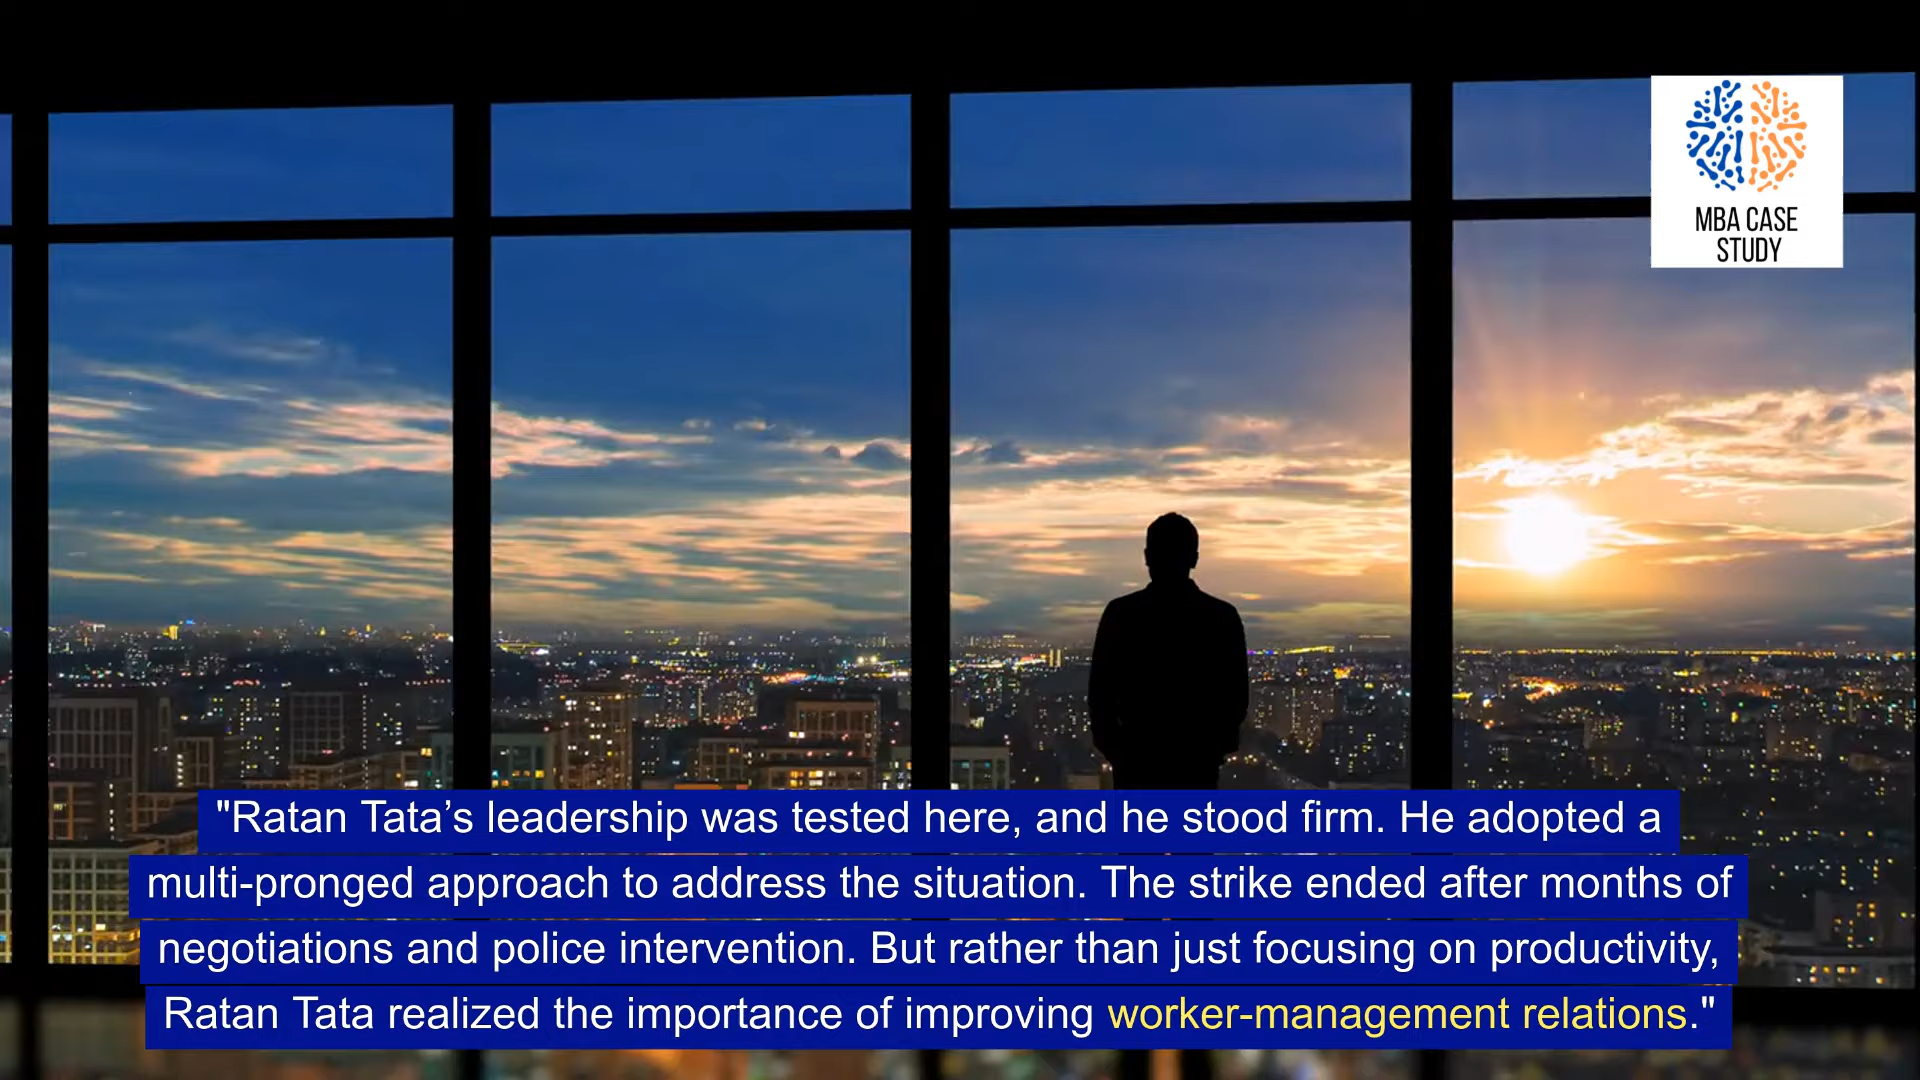 MBA CASE
STUDY
"Ratan Tata’s leadership was tested here, and he stood firm. He adopted a
multi-pronged approach to address the situation. The strike ended after months of
negotiations and police intervention. But rather than just focusing on productivity,
Ratan Tata realized the importance of improving worker-management relations."